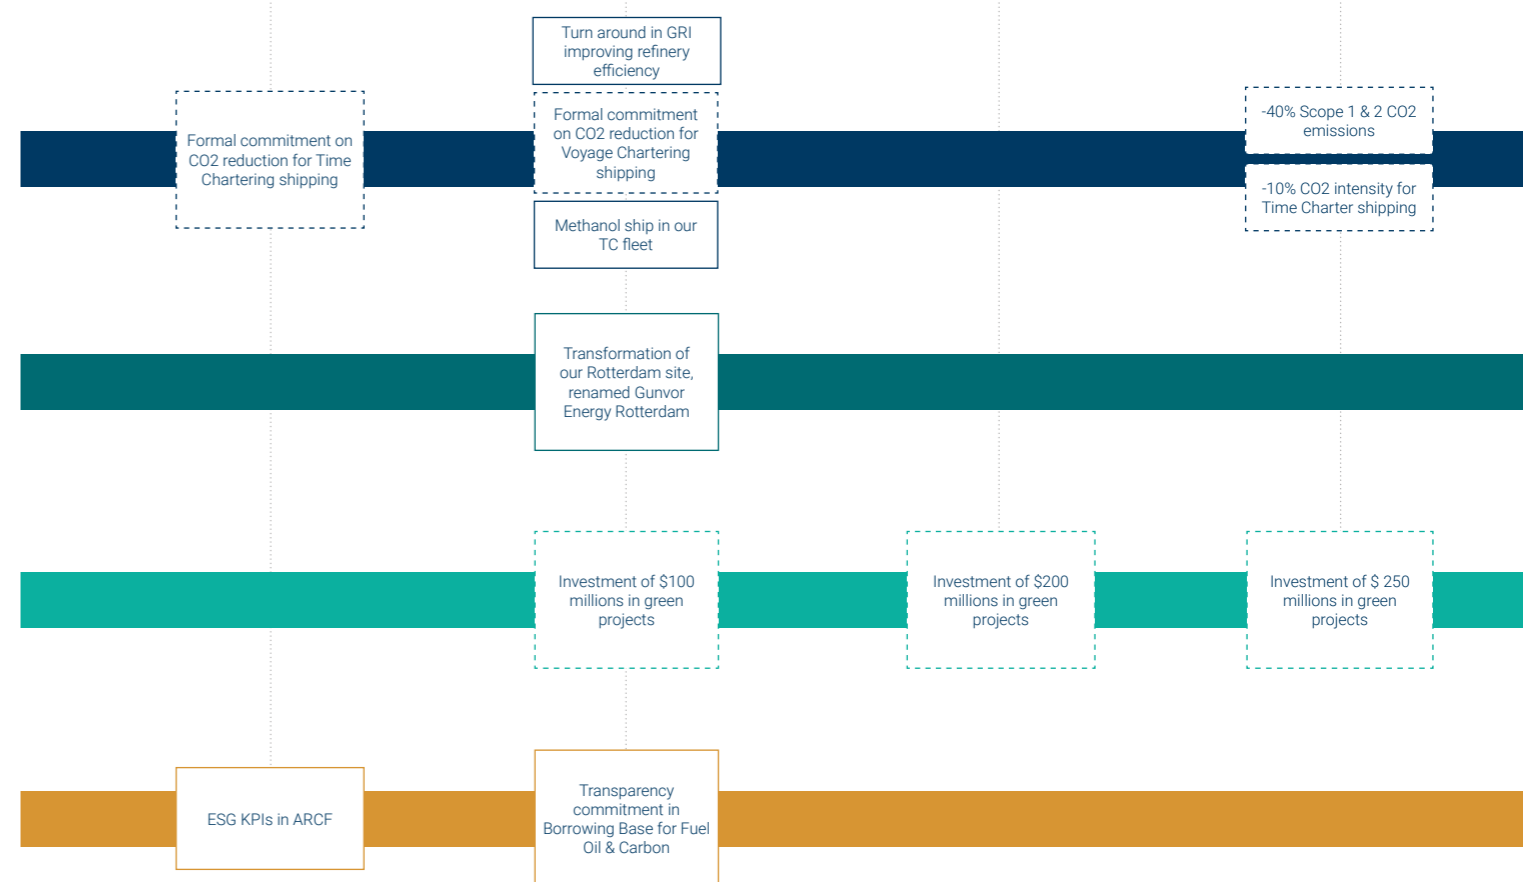 Turn around in GRI
improving refinery
efficiency
Formal commitment on
CO2 reduction for Time
Chartering shipping
Formal commitment
on CO2 reduction for
Voyage Chartering
shipping
Methanol ship in our
TC fleet
-40% Scope 1 & 2 CO2
emissions
-10% CO2 intensity for
Time Charter shipping
Transformation of
our Rotterdam site,
renamed Gunvor
Energy Rotterdam
Investment of $100
millions in green
projects
Investment of $200
millions in green
projects
Investment of $ 250
millions in green
projects
ESG KPIs in ARCF
Transparency
commitment in
Borrowing Base for Fuel
Oil & Carbon